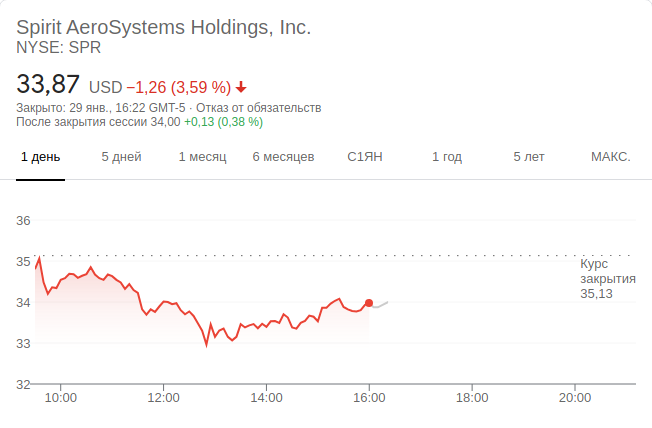 Spirit AeroSystems Holdings, Inc.
NYSE: SPR
33,87 USD −1,26 (3,59 %)
Закрыто: 29 янв., 16:22 GMT-5 · Отказ от обязательств
После закрытия сессии 34,00 +0,13 (0,38 %)
1 день 5 дней 1 месяц 6 месяцев С1ЯН 1 год 5 лет МАКС.
36
35
34
33
32
Курс
закрытия
35,13
10:00 12:00 14:00 16:00 18:00 20:00